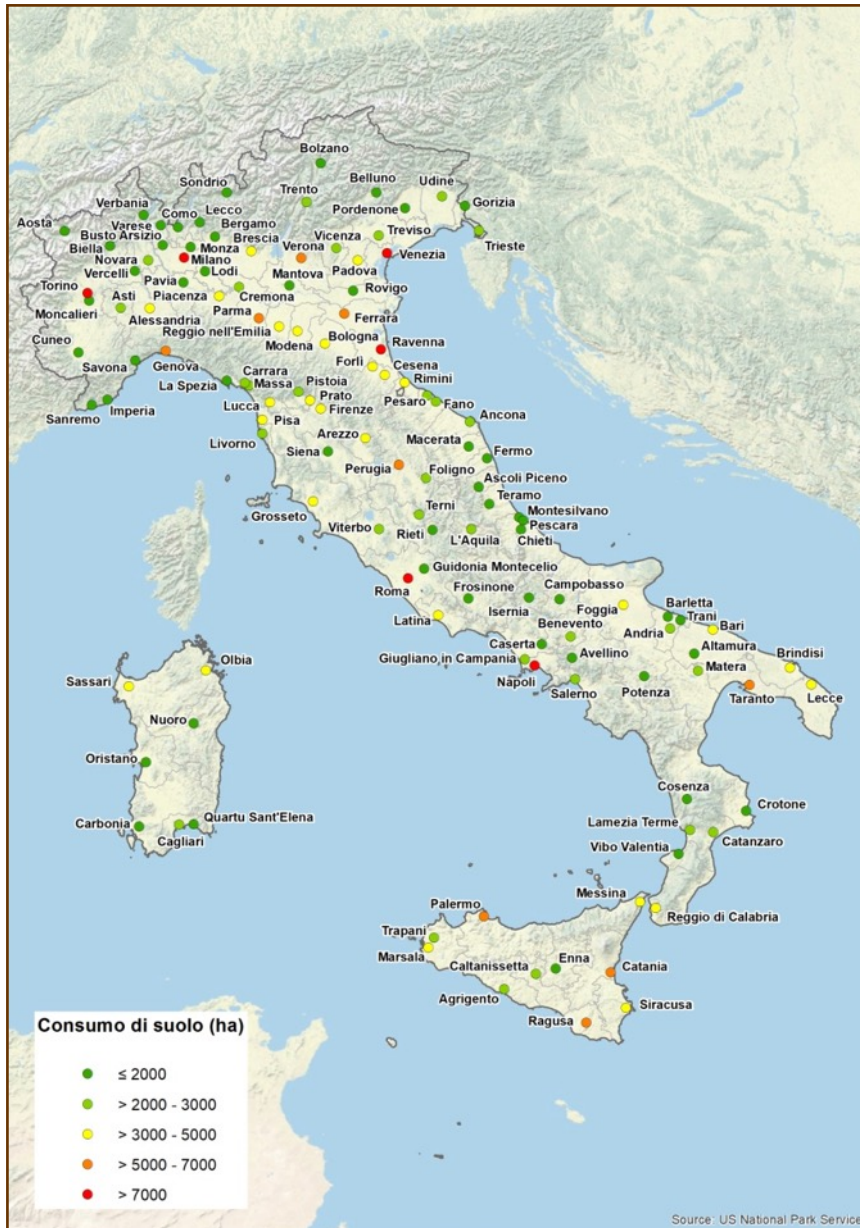 Bolzano
Sondrio
Belluno
Udine
Trento
Verbania
Lecco
Pordenone
Gorizia
Como
Aosta
Varese
Bergamo
Treviso
Busto Arsizio
Brescia
Vicenza
Trieste
Biella
Monza
Verona
Venezia
Novara
Milano
Padova
Vercelli
Lodi
Mantova
Torino
Pavia
Rovigo
Asti
Piacenza
Cremona
Moncalieri
Alessandria
Parma
Ferrara
Reggio nell'Emilia
Cuneo
Modena
Bologna
Ravenna
Savona
Genova
Forlì
Cesena
Carrara
La Spezia
Massa
Pistoia
Rimini
Sanremo
Imperia
Lucca
Prato
Pesaro
Fano
Firenze
Pisa
Ancona
Arezzo
Livorno
Macerata
Siena
Fermo
Perugia
Foligno
Ascoli Piceno
Teramo
Grosseto
Terni
Montesilvano
Viterbo
Rieti
Pescara
L'Aquila
Chieti
Guidonia Montecelio
Roma
Frosinone
Campobasso
Isernia
Foggia
Barletta
Trani
Latina
Benevento
Andria
Bari
Caserta
Altamura
Brindisi
Giugliano in Campania
Avellino
Matera
Olbia
Napoli
Salerno
Potenza
Taranto
Lecce
Sassari
Nuoro
Oristano
Cosenza
Crotone
Carbonia
Quartu Sant'Elena
Lamezia Terme
Cagliari
Catanzaro
Vibo Valentia
Messina
Palermo
Reggio di Calabria
Trapani
Marsala
Enna
Caltanissetta
Catania
Agrigento
Siracusa
Ragusa
Consumo di suolo (ha)
≤ 2000
> 2000 - 3000
> 3000 - 5000
> 5000 - 7000
> 7000
Source: US National Park Service